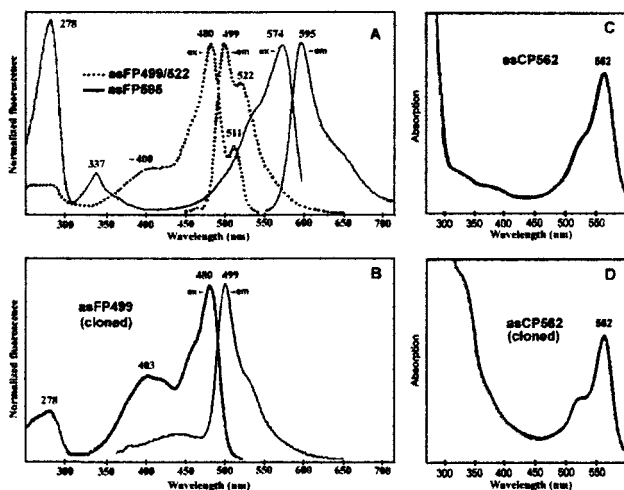 A
278
480 499 574 595
ex em ex em
asFP499/522
asFP595
522
511
~400
337
Normalized fluorescence
300 400 450 500 550 600 650 700
Wavelength (nm)
B
480 499
ex em
asFP499
(cloned)
403
278
Normalized fluorescence
300 400 450 500 550 600 650 700
Wavelength (nm)
C
asCP562
562
Absorption
300 350 400 450 500 550
Wavelength (nm)
D
asCP562
(cloned)
562
Absorption
300 350 400 450 500 550
Wavelength (nm)